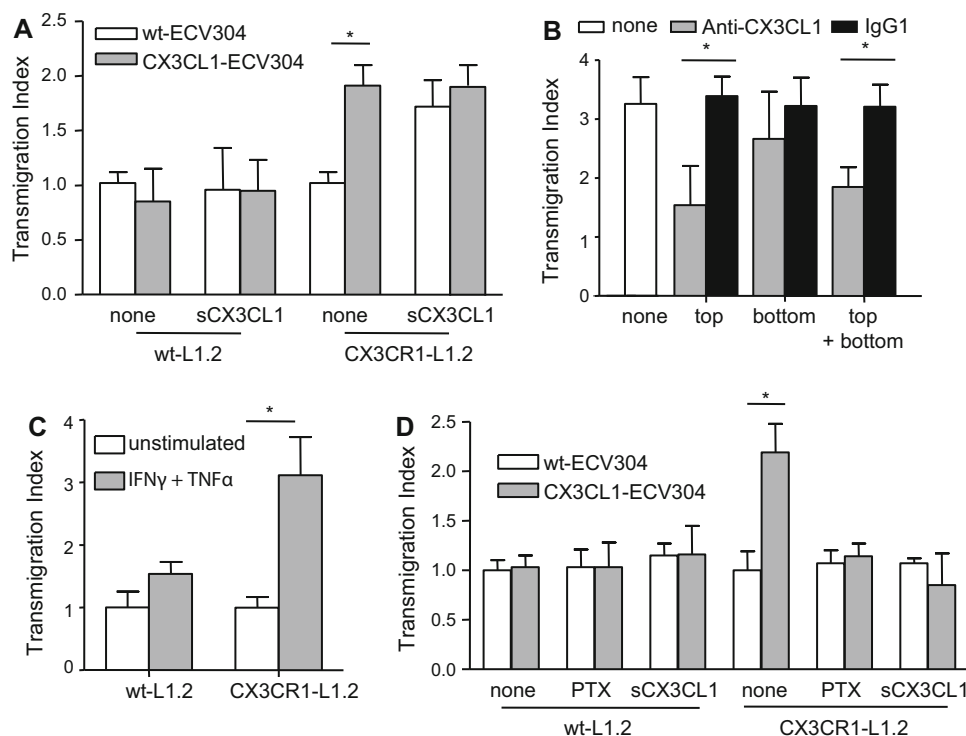 A
wt-ECV304
CX3CL1-ECV304
*
Transmigration Index
2.5
2.0
1.5
1.0
0.5
0.0
none sCX3CL1 none sCX3CL1
wt-L1.2 CX3CR1-L1.2
B
none Anti-CX3CL1 IgG1
* *
Transmigration Index
4
3
2
1
0
none top bottom top
+ bottom
C
unstimulated
IFNγ + TNFα
*
Transmigration Index
4
3
2
1
0
wt-L1.2 CX3CR1-L1.2
D
wt-ECV304
CX3CL1-ECV304
*
Transmigration Index
2.5
2.0
1.5
1.0
0.5
0.0
none PTX sCX3CL1 none PTX sCX3CL1
wt-L1.2 CX3CR1-L1.2